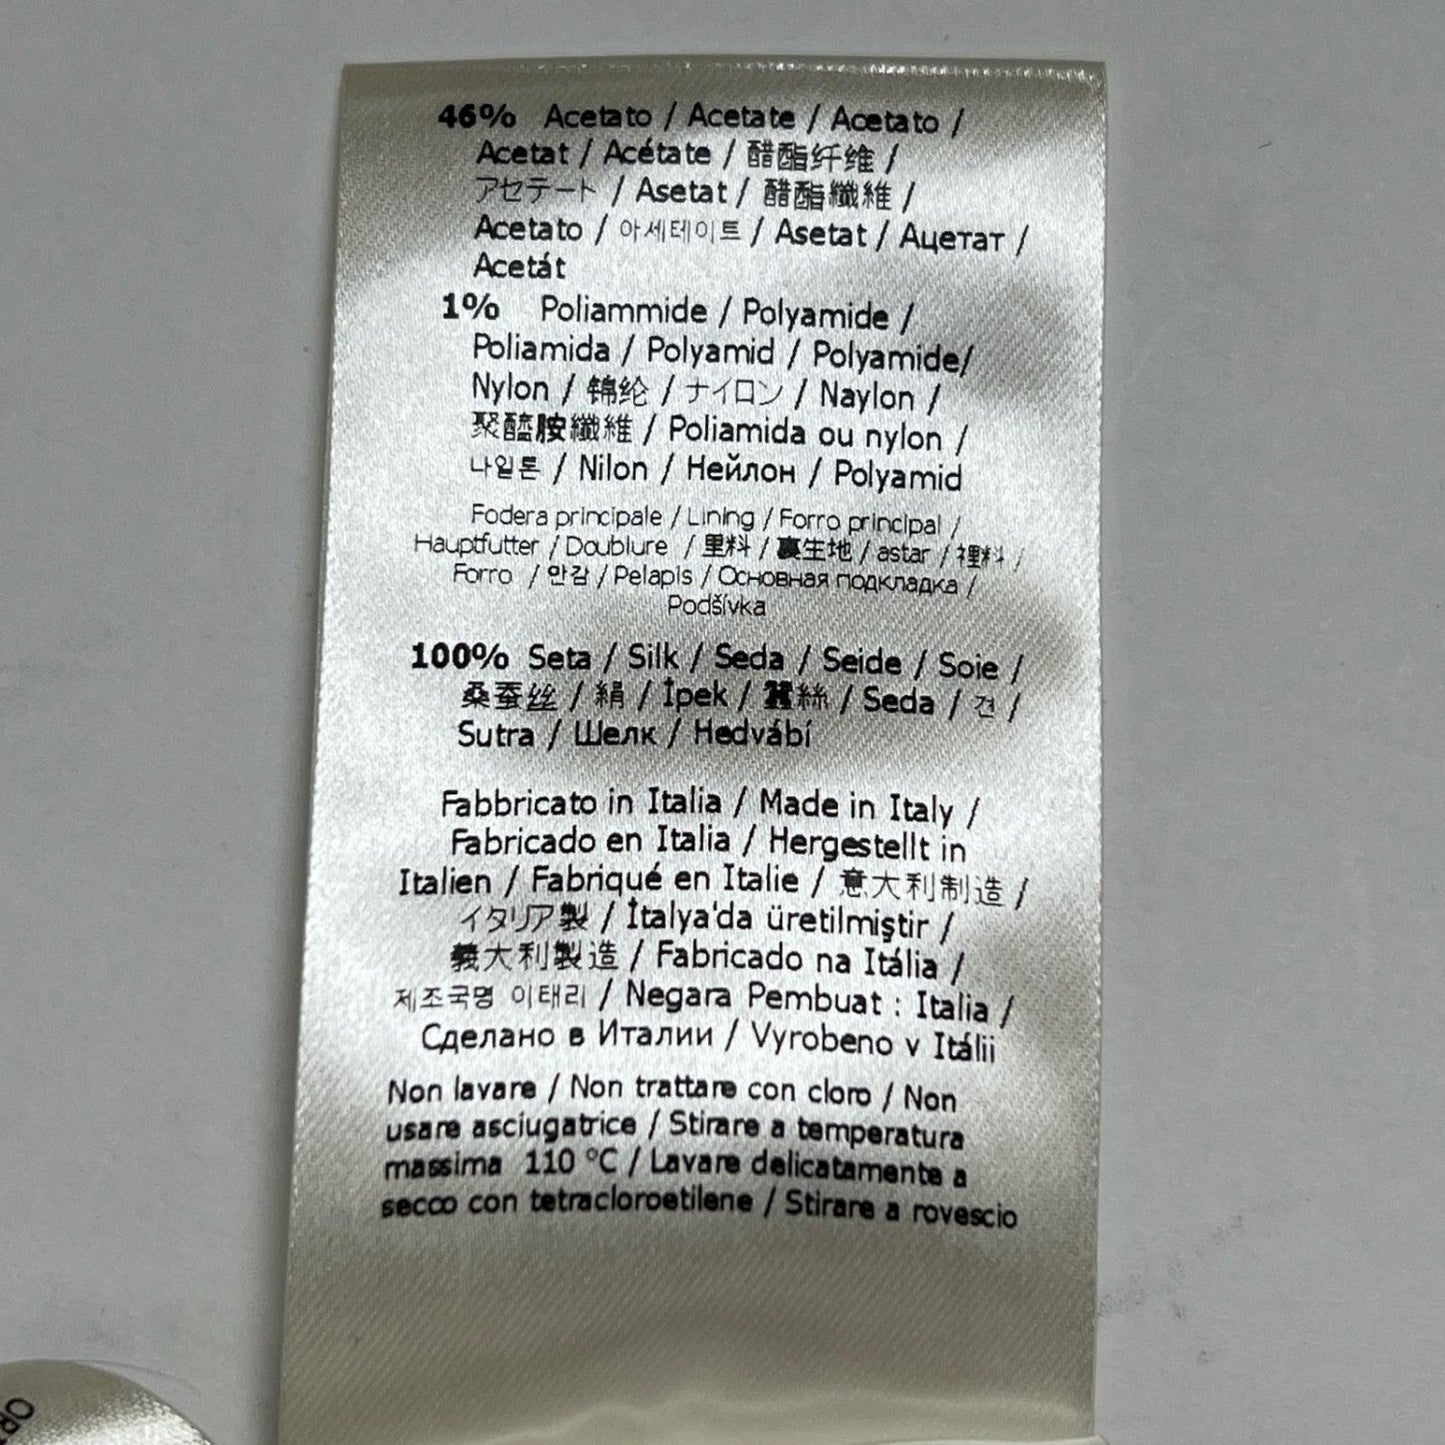 46% Acetato / Acetate / Acetato /
Acetat / Acétate / 醋酯纤维 /
アセテート / Asetat / 醋酯纖維 /
Acetato / 아세테이트 / Asetat / Ацетат /
Acetát
1% Poliammide / Polyamide /
Poliamida / Polyamid / Polyamide/
Nylon / 锦纶 / ナイロン / Naylon /
聚醯胺纖維 / Poliamida ou nylon /
나일론 / Nilon / Нейлон / Polyamid
Fodera principale / Lining / Forro principal /
Hauptfutter / Doublure / 里料 / 裏生地 / astar / 裡料 /
Forro / 안감 / Pelapis / Основная подкладка /
Podšívka
100% Seta / Silk / Seda / Seide / Soie /
桑蚕丝 / 絹 / İpek / 蠶絲 / Seda / 견 /
Sutra / Шелк / Hedvábí
Fabbricato in Italia / Made in Italy /
Fabricado en Italia / Hergestellt in
Italien / Fabriqué en Italie / 意大利制造 /
イタリア製 / İtalya'da üretilmiştir /
義大利製造 / Fabricado na Itália /
제조국명 이태리 / Negara Pembuat : Italia /
Сделано в Италии / Vyrobeno v Itálii
Non lavare / Non trattare con cloro / Non
usare asciugatrice / Stirare a temperatura
massima 110 °C / Lavare delicatamente a
secco con tetracloroetilene / Stirare a rovescio